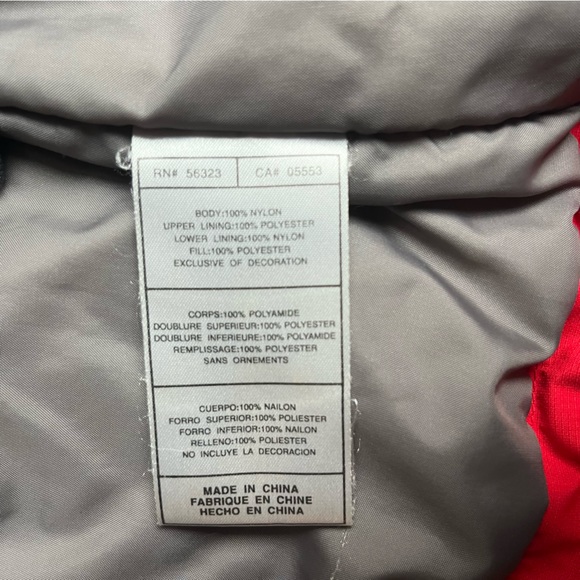 RN# 56323 CA# 05553
BODY:100% NYLON
UPPER LINING:100% POLYESTER
LOWER LINING:100% NYLON
FILL:100% POLYESTER
EXCLUSIVE OF DECORATION
CORPS:100% POLYAMIDE
DOUBLURE SUPERIEUR:100% POLYESTER
DOUBLURE INFERIEURE:100% POLYAMIDE
REMPLISSAGE:100% POLYESTER
SANS ORNEMENTS
CUERPO:100% NAILON
FORRO SUPERIOR:100% POLIESTER
FORRO INFERIOR:100% NAILON
RELLENO:100% POLIESTER
NO INCLUYE LA DECORACION
MADE IN CHINA
FABRIQUE EN CHINE
HECHO EN CHINA